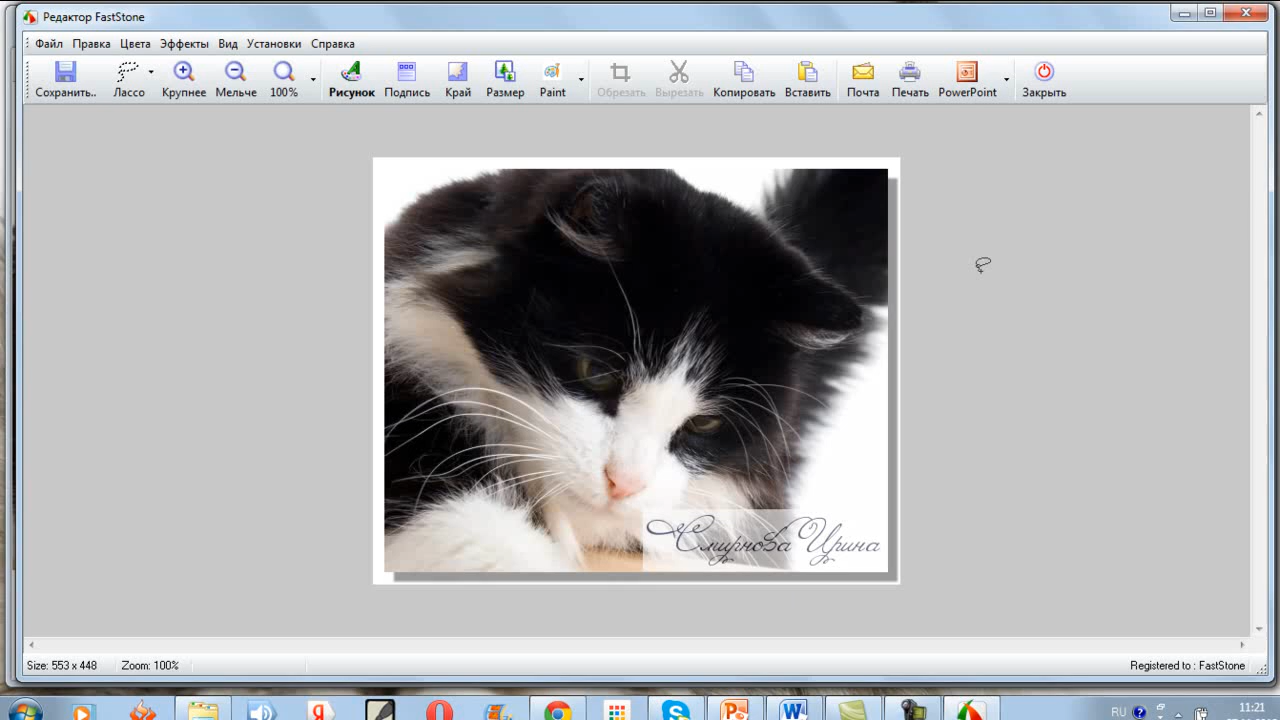 Редактор FastStone
Файл Правка Цвета Эффекты Вид Установки Справка
Сохранить.. Лассо Крупнее Мельче 100% Рисунок Подпись Край Размер Paint Обрезать Вырезать Копировать Вставить Почта Печать PowerPoint Закрыть
Смирнова Ирина
Size: 553 x 448 Zoom: 100% Registered to : FastStone
RU 11:21